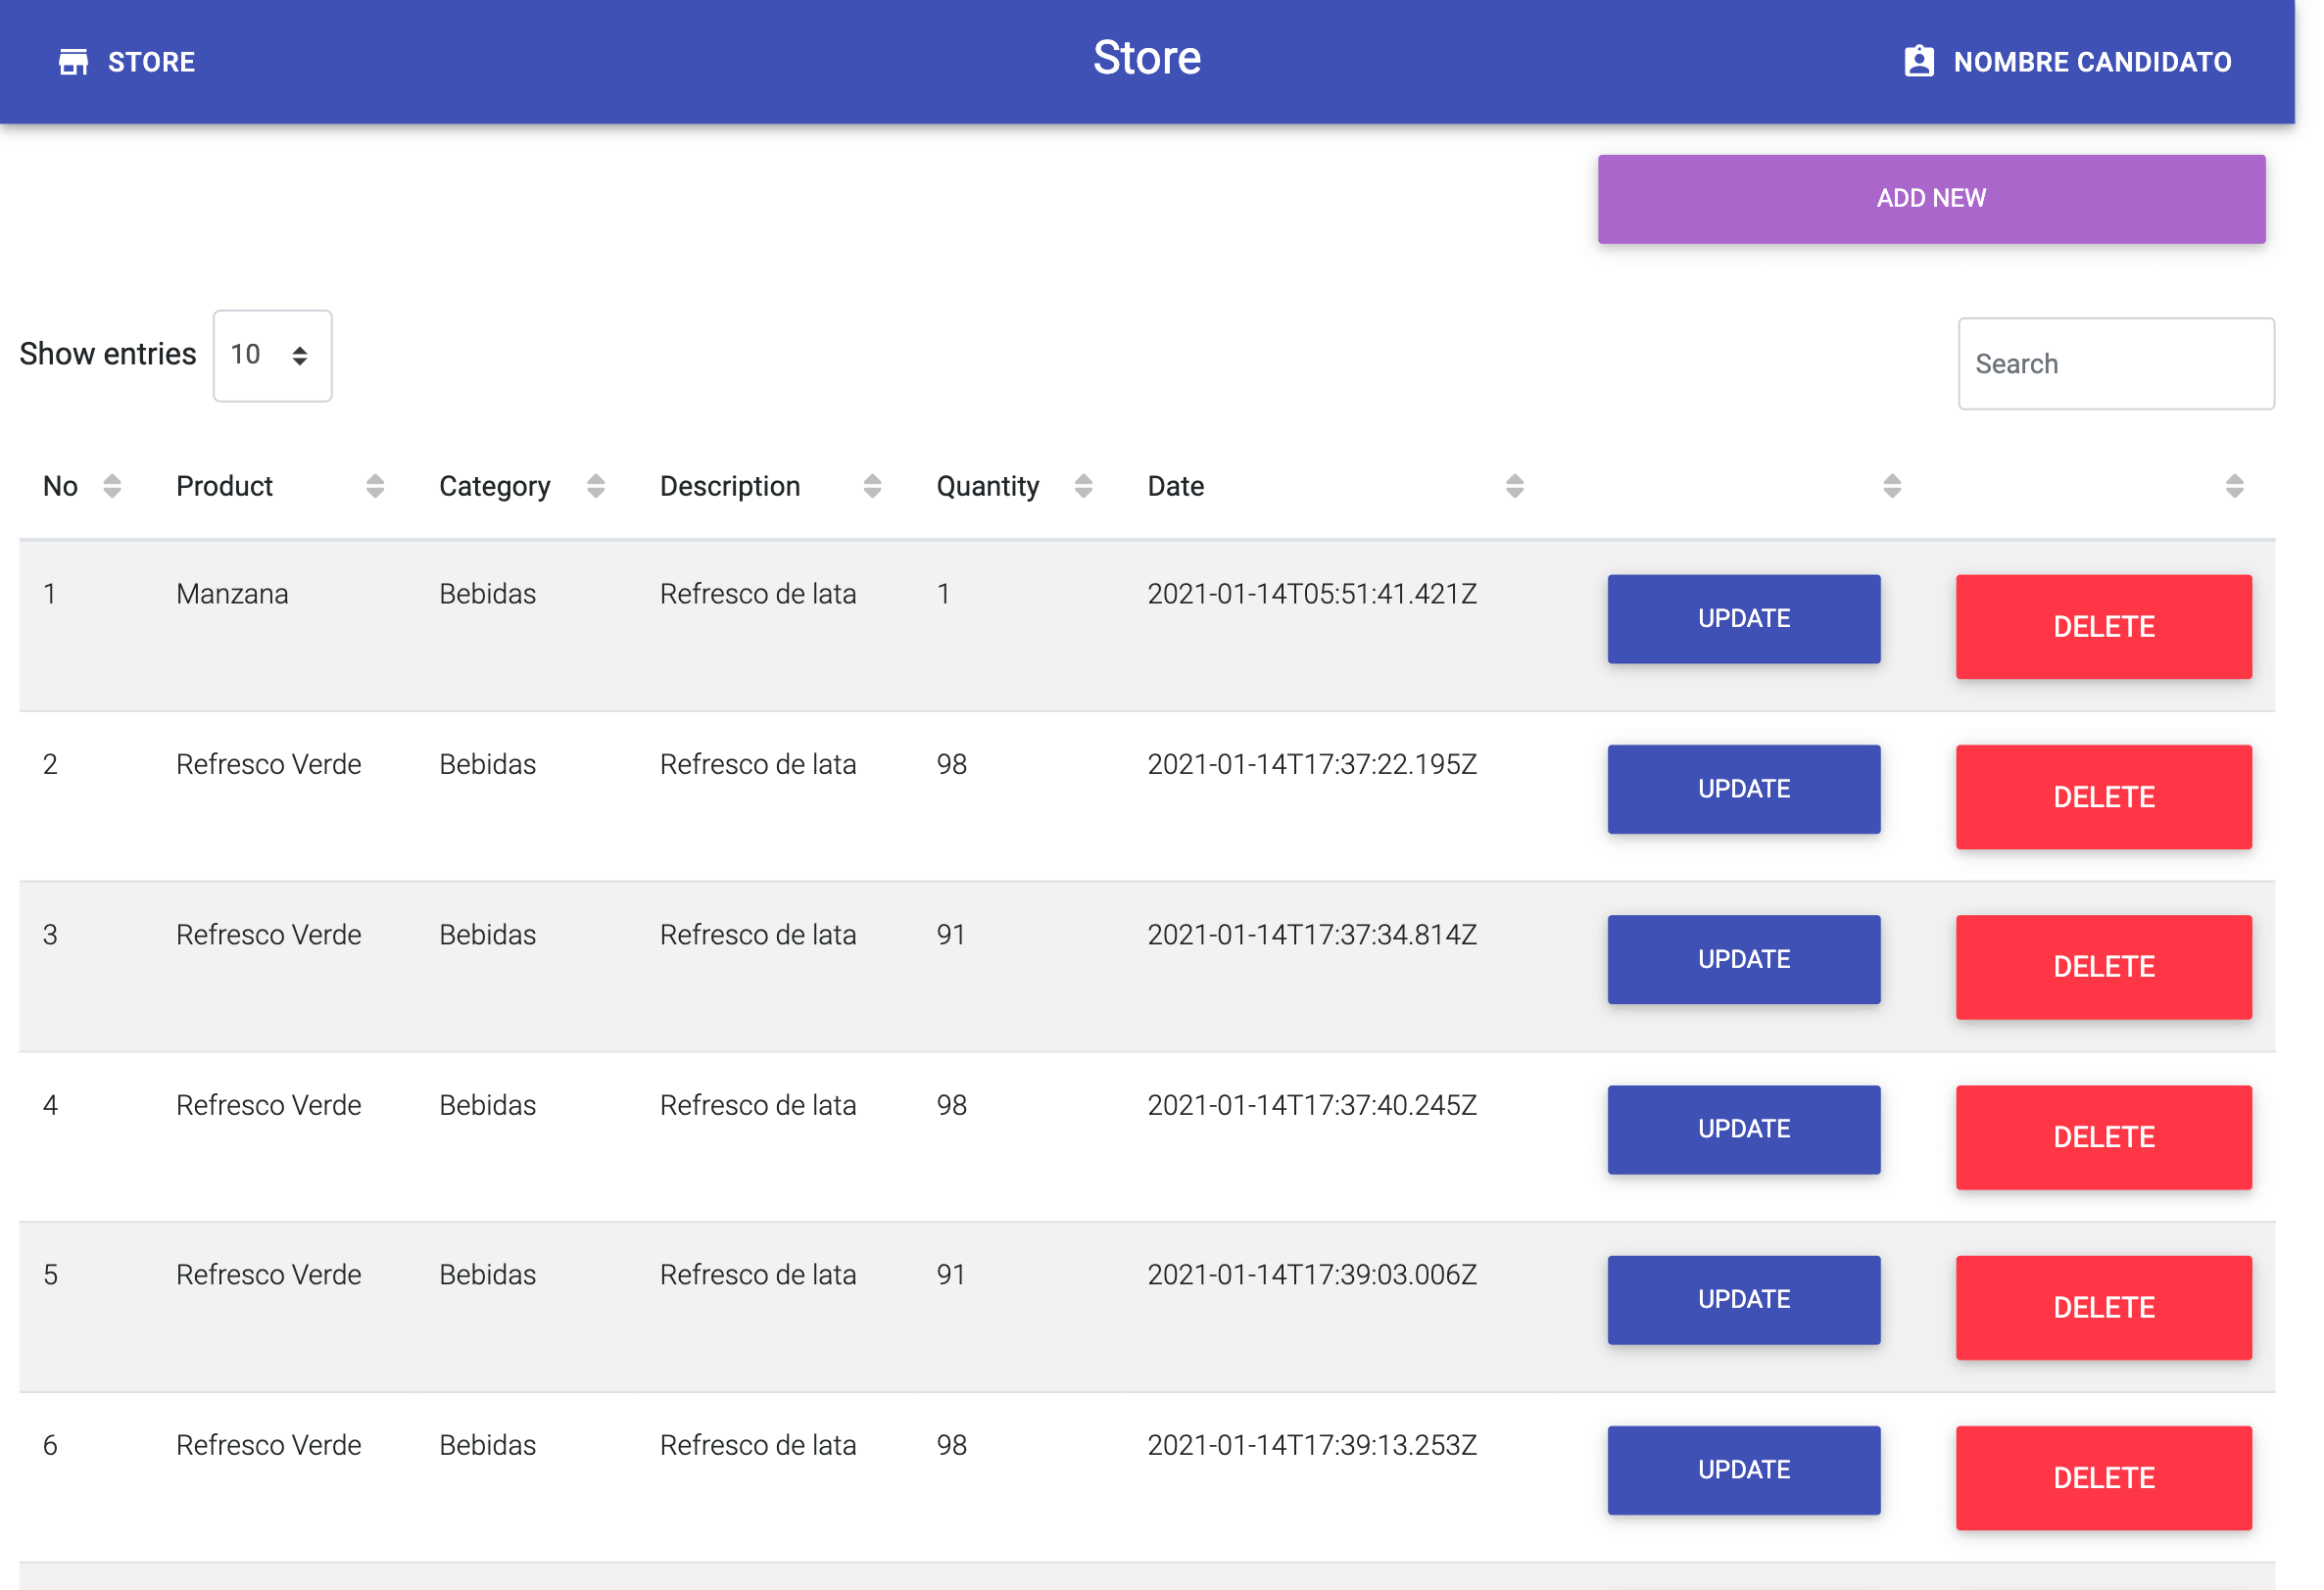 STORE Store NOMBRE CANDIDATO
ADD NEW
Show entries 10 Search
No Product Category Description Quantity Date
1 Manzana Bebidas Refresco de lata 1 2021-01-14T05:51:41.421Z UPDATE DELETE
2 Refresco Verde Bebidas Refresco de lata 98 2021-01-14T17:37:22.195Z UPDATE DELETE
3 Refresco Verde Bebidas Refresco de lata 91 2021-01-14T17:37:34.814Z UPDATE DELETE
4 Refresco Verde Bebidas Refresco de lata 98 2021-01-14T17:37:40.245Z UPDATE DELETE
5 Refresco Verde Bebidas Refresco de lata 91 2021-01-14T17:39:03.006Z UPDATE DELETE
6 Refresco Verde Bebidas Refresco de lata 98 2021-01-14T17:39:13.253Z UPDATE DELETE